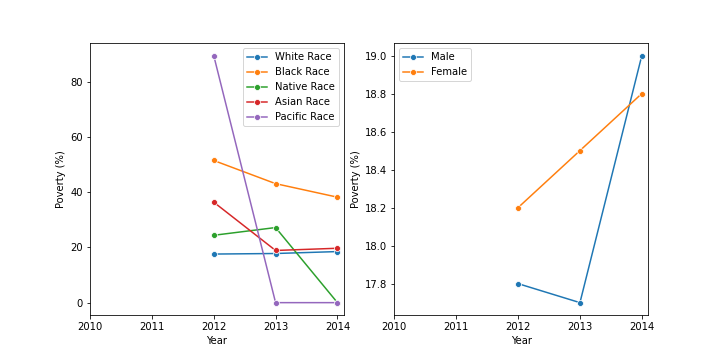 White Race
Black Race
Native Race
Asian Race
Pacific Race
80
60
40
20
0
Poverty (%)
2010 2011 2012 2013 2014
Year
Male
Female
19.0
18.8
18.6
18.4
18.2
18.0
17.8
Poverty (%)
2010 2011 2012 2013 2014
Year